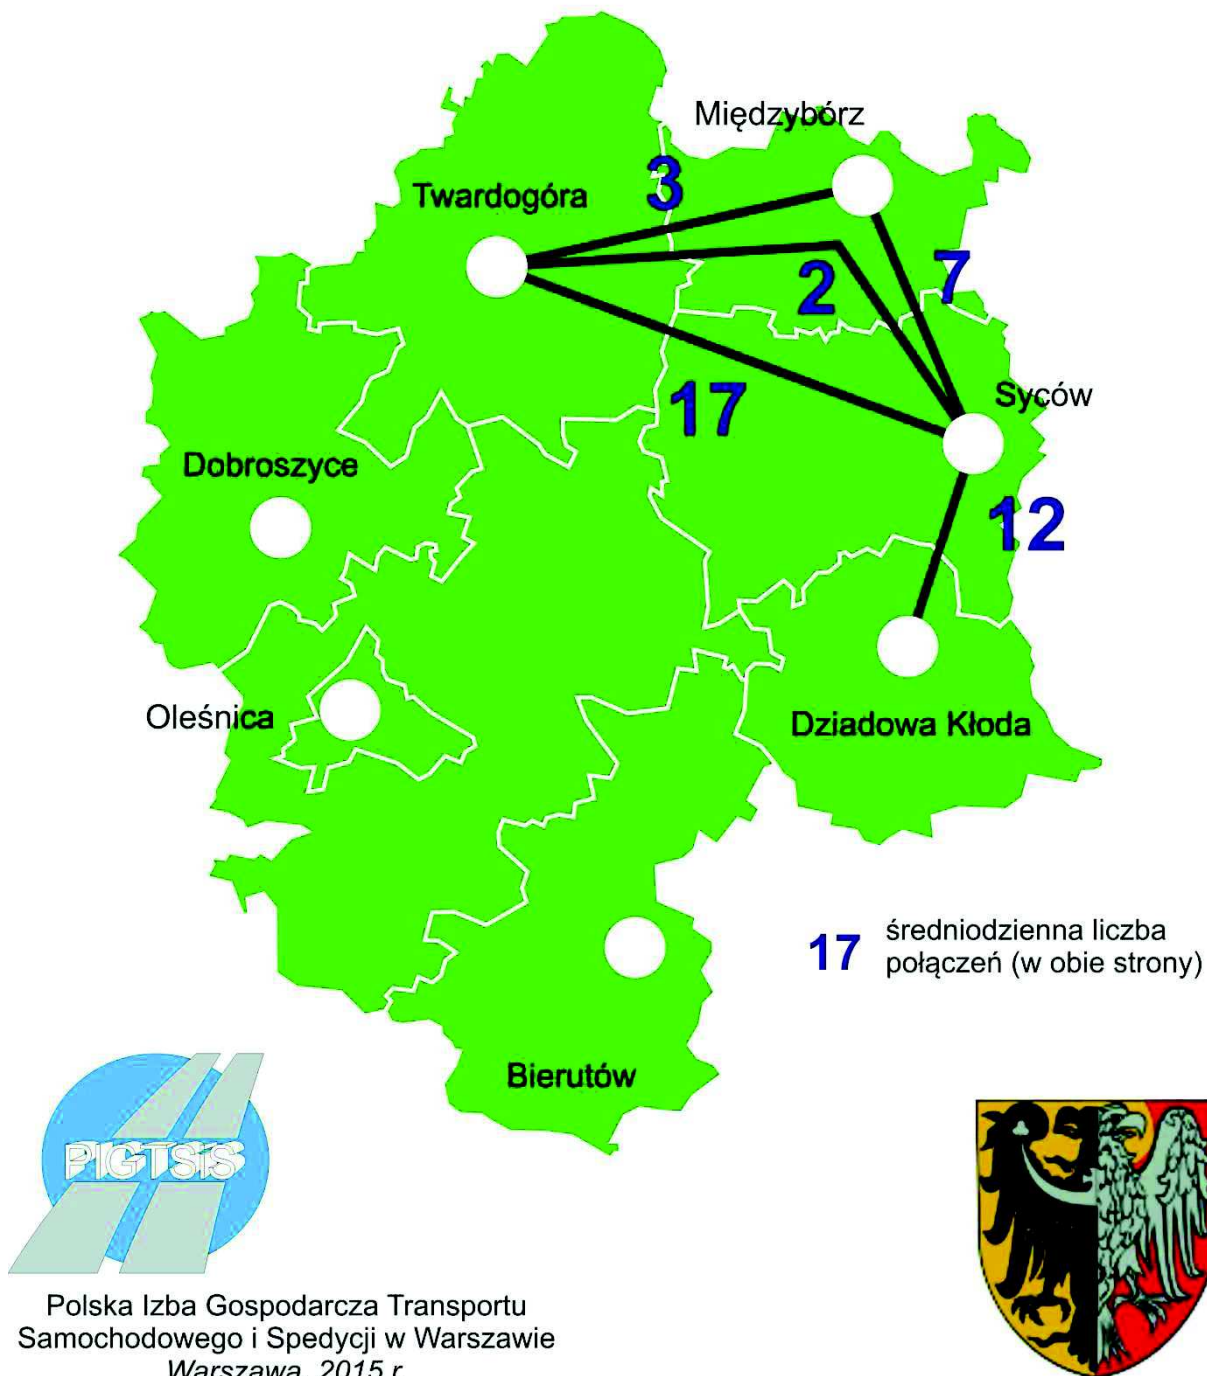 Międzybórz
3
Twardogóra
2
7
17
Syców
Dobroszyce
12
Oleśnica
Dziadowa Kłoda
17 średniodzienna liczba
połączeń (w obie strony)
Bierutów
PIGTSIS
Polska Izba Gospodarcza Transportu
Samochodowego i Spedycji w Warszawie
Warszawa, 2015 r.